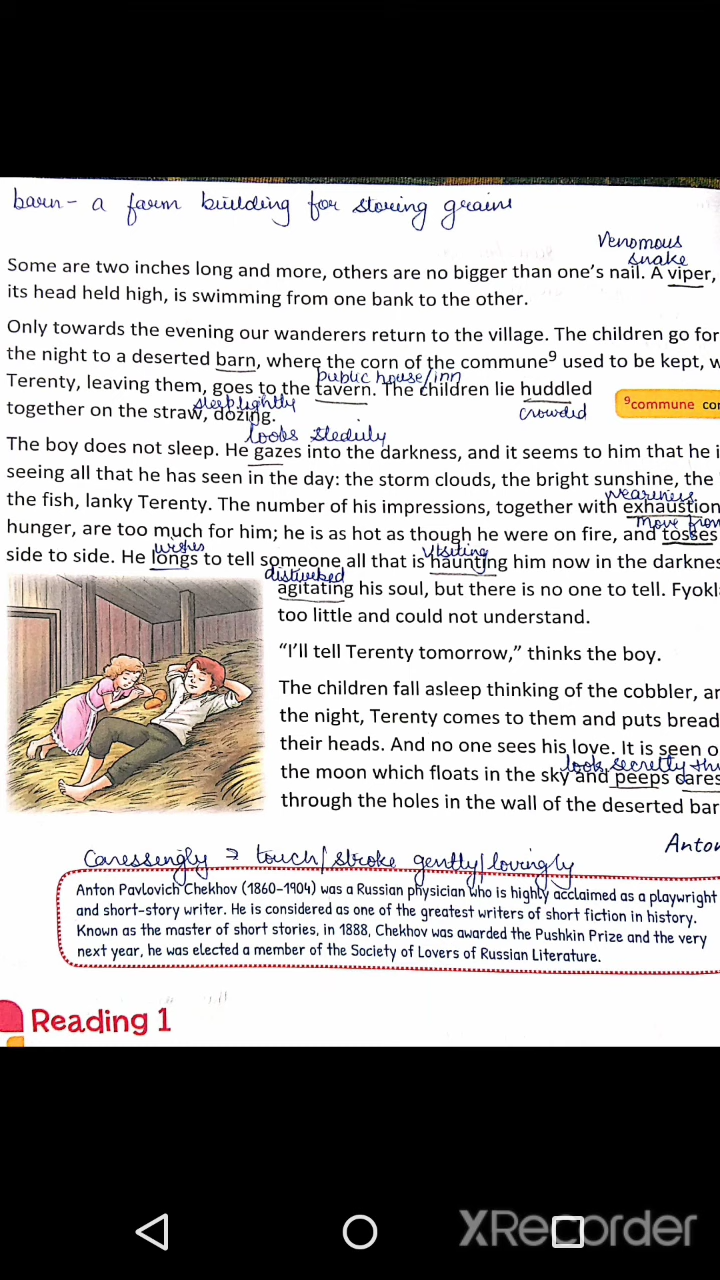 barn - a farm building for storing grains
Venomous
snake
Some are two inches long and more, others are no bigger than one's nail. A viper,
its head held high, is swimming from one bank to the other.
Only towards the evening our wanderers return to the village. The children go for
the night to a deserted barn, where the corn of the commune⁹ used to be kept, w
public house/inn
Terenty, leaving them, goes to the tavern. The children lie huddled
sleep lightly
crowded
together on the straw, dozing.
⁹commune co
looks stedily
The boy does not sleep. He gazes into the darkness, and it seems to him that he i
seeing all that he has seen in the day: the storm clouds, the bright sunshine, the
weariness
the fish, lanky Terenty. The number of his impressions, together with exhaustion
move from
hunger, are too much for him; he is as hot as though he were on fire, and tosses
wishes
visiting
side to side. He longs to tell someone all that is haunting him now in the darknes
disturbed
agitating his soul, but there is no one to tell. Fyokl
too little and could not understand.
"I'll tell Terenty tomorrow," thinks the boy.
The children fall asleep thinking of the cobbler, an
the night, Terenty comes to them and puts bread
their heads. And no one sees his love. It is seen o
look secretly thr
the moon which floats in the sky and peeps cares
through the holes in the wall of the deserted bar
Anton
Caressengly → touch/stroke gently/lovingly
Anton Pavlovich Chekhov (1860-1904) was a Russian physician who is highly acclaimed as a playwright
and short-story writer. He is considered as one of the greatest writers of short fiction in history.
Known as the master of short stories, in 1888, Chekhov was awarded the Pushkin Prize and the very
next year, he was elected a member of the Society of Lovers of Russian Literature.
Reading 1
XRecorder